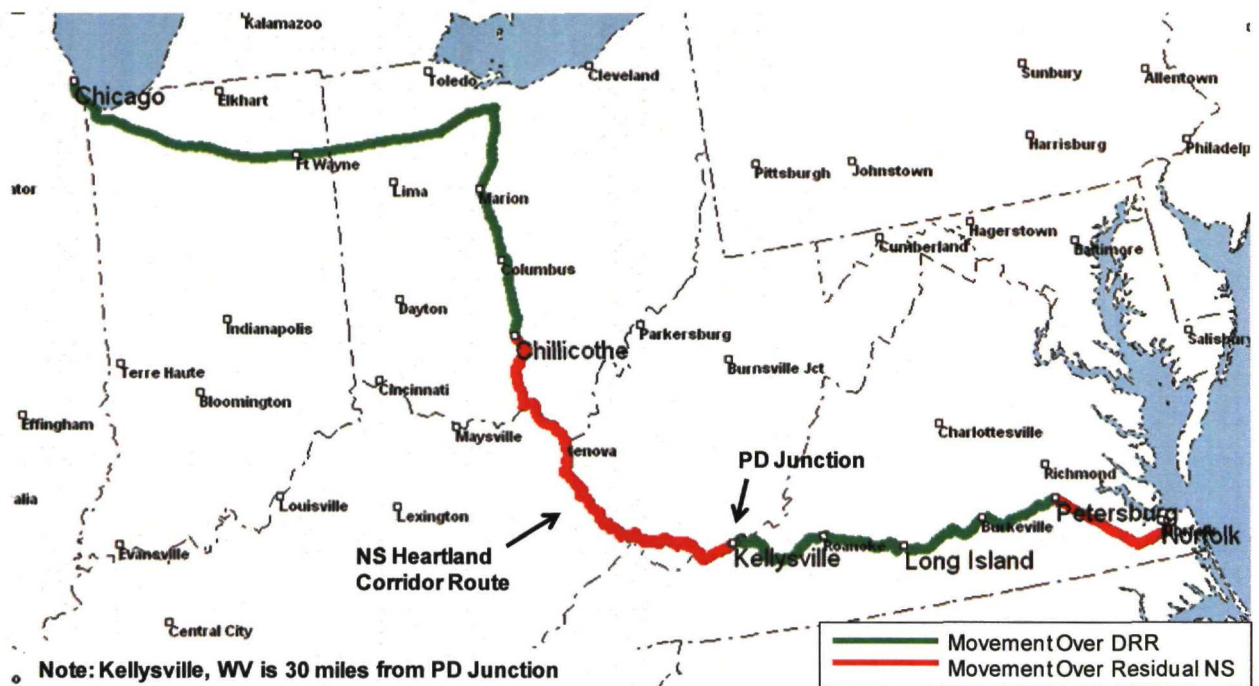 Kalamazoo
Toledo
Cleveland
Sunbury
Allentown
Chicago
Elkhart
Harrisburg
Philadelp
Ft Wayne
Pittsburgh
Johnstown
Lima
Marion
Hagerstown
Cumberland
Baltimore
Columbus
Dayton
Indianapolis
Parkersburg
Salisbury
Chillicothe
Terre Haute
Burnsville Jct
Cincinnati
Bloomington
Effingham
Maysville
Charlottesville
Kenova
PD Junction
Richmond
alia
Louisville
Lexington
Petersburg
Burkeville
Norfolk
Evansville
NS Heartland
Corridor Route
Roanoke
Kellysville
Long Island
Central City
Movement Over DRR
Movement Over Residual NS
Note: Kellysville, WV is 30 miles from PD Junction